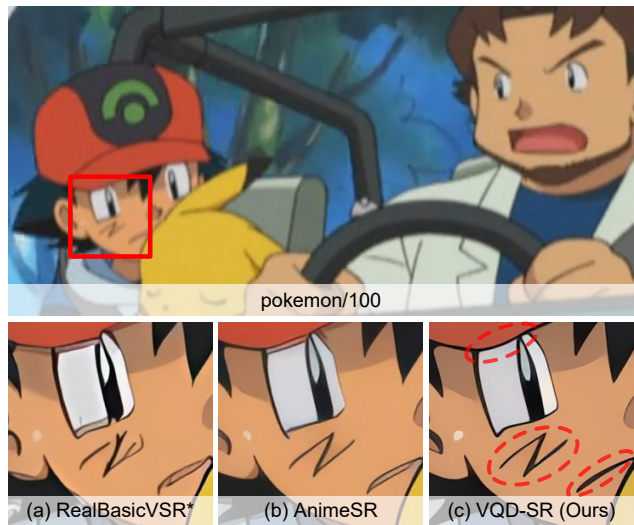 pokemon/100
(a) RealBasicVSR*
(b) AnimeSR
(c) VQD-SR (Ours)